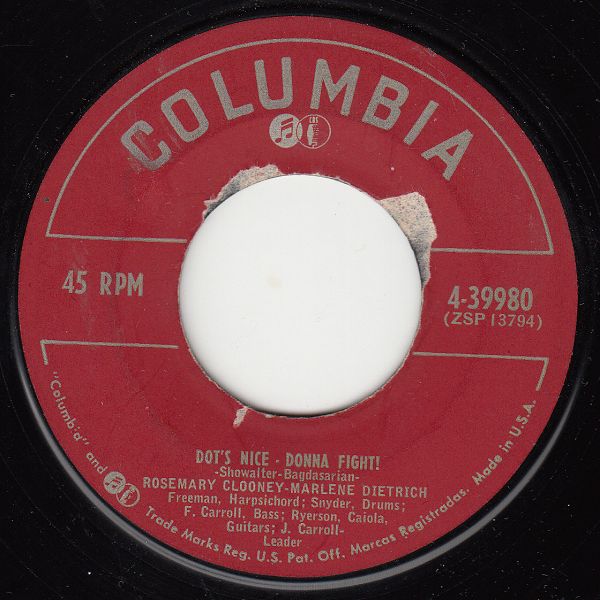 COLUMBIA
CBS
45 RPM
4-39980
(ZSP 13794)
DOT'S NICE - DONNA FIGHT!
-Showalter-Bagdasarian-
ROSEMARY CLOONEY-MARLENE DIETRICH
Freeman, Harpsichord; Snyder, Drums;
F. Carroll, Bass; Ryerson, Caiola,
Guitars; J. Carroll-
Leader
"Columbia" and Trade Marks Reg. U.S. Pat. Off. Marcas Registradas. Made in U.S.A.